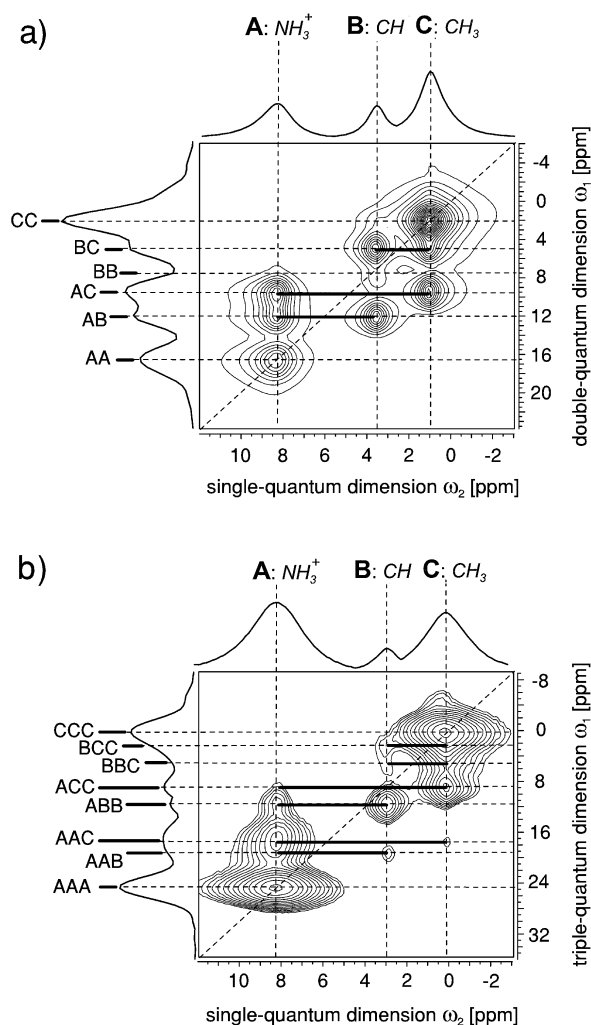 a)
A: NH₃⁺ B: CH C: CH₃
CC
BC
BB
AC
AB
AA
-4
0
4
8
12
16
20
double-quantum dimension ω₁ [ppm]
10 8 6 4 2 0 -2
single-quantum dimension ω₂ [ppm]
b)
A: NH₃⁺ B: CH C: CH₃
CCC
BCC
BBC
ACC
ABB
AAC
AAB
AAA
-8
0
8
16
24
32
triple-quantum dimension ω₁ [ppm]
10 8 6 4 2 0 -2
single-quantum dimension ω₂ [ppm]